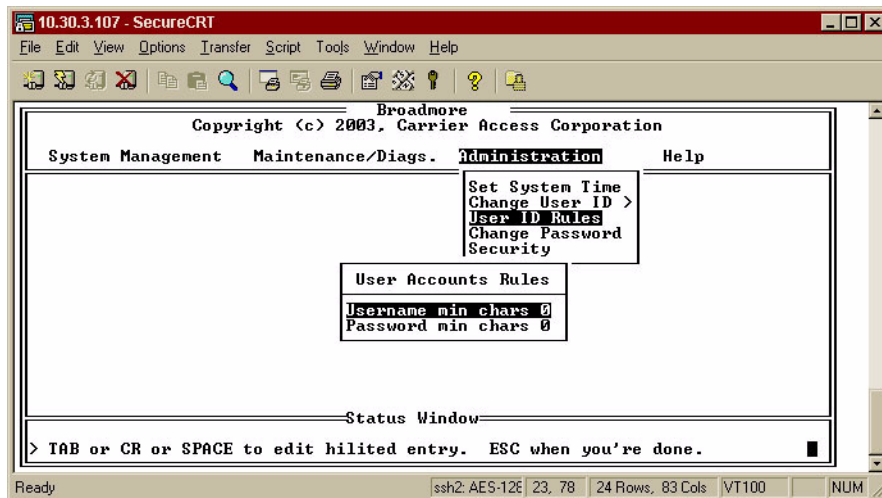 10.30.3.107 - SecureCRT
File Edit View Options Transfer Script Tools Window Help
Broadmore
Copyright (c) 2003, Carrier Access Corporation
System Management Maintenance/Diags. Administration Help
Set System Time
Change User ID >
User ID Rules
Change Password
Security
User Accounts Rules
Username min chars 0
Password min chars 0
Status Window
> TAB or CR or SPACE to edit hilited entry. ESC when you're done.
Ready ssh2: AES-128 23, 78 24 Rows, 83 Cols VT100 NUM